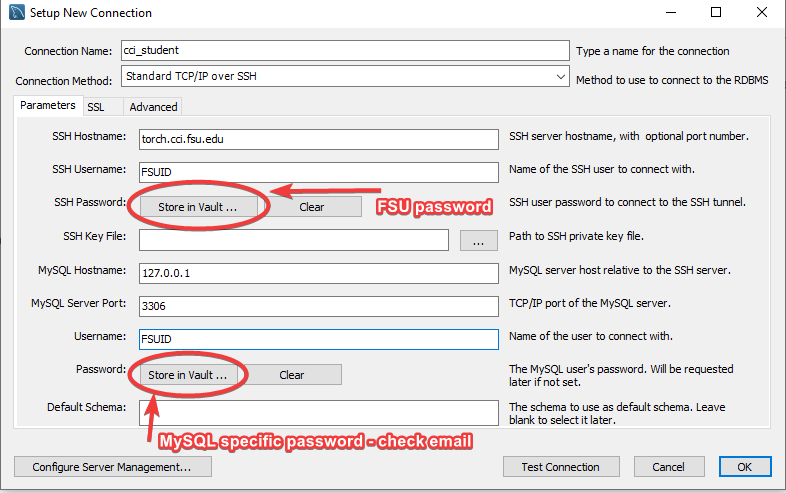 Setup New Connection
Connection Name: cci_student Type a name for the connection
Connection Method: Standard TCP/IP over SSH Method to use to connect to the RDBMS
Parameters SSL Advanced
SSH Hostname: torch.cci.fsu.edu SSH server hostname, with optional port number.
SSH Username: FSUID Name of the SSH user to connect with.
SSH Password: Store in Vault ... Clear SSH user password to connect to the SSH tunnel.
FSU password
SSH Key File: ... Path to SSH private key file.
MySQL Hostname: 127.0.0.1 MySQL server host relative to the SSH server.
MySQL Server Port: 3306 TCP/IP port of the MySQL server.
Username: FSUID Name of the user to connect with.
Password: Store in Vault ... Clear The MySQL user's password. Will be requested
later if not set.
Default Schema: The schema to use as default schema. Leave
blank to select it later.
MySQL specific password - check email
Configure Server Management... Test Connection Cancel OK